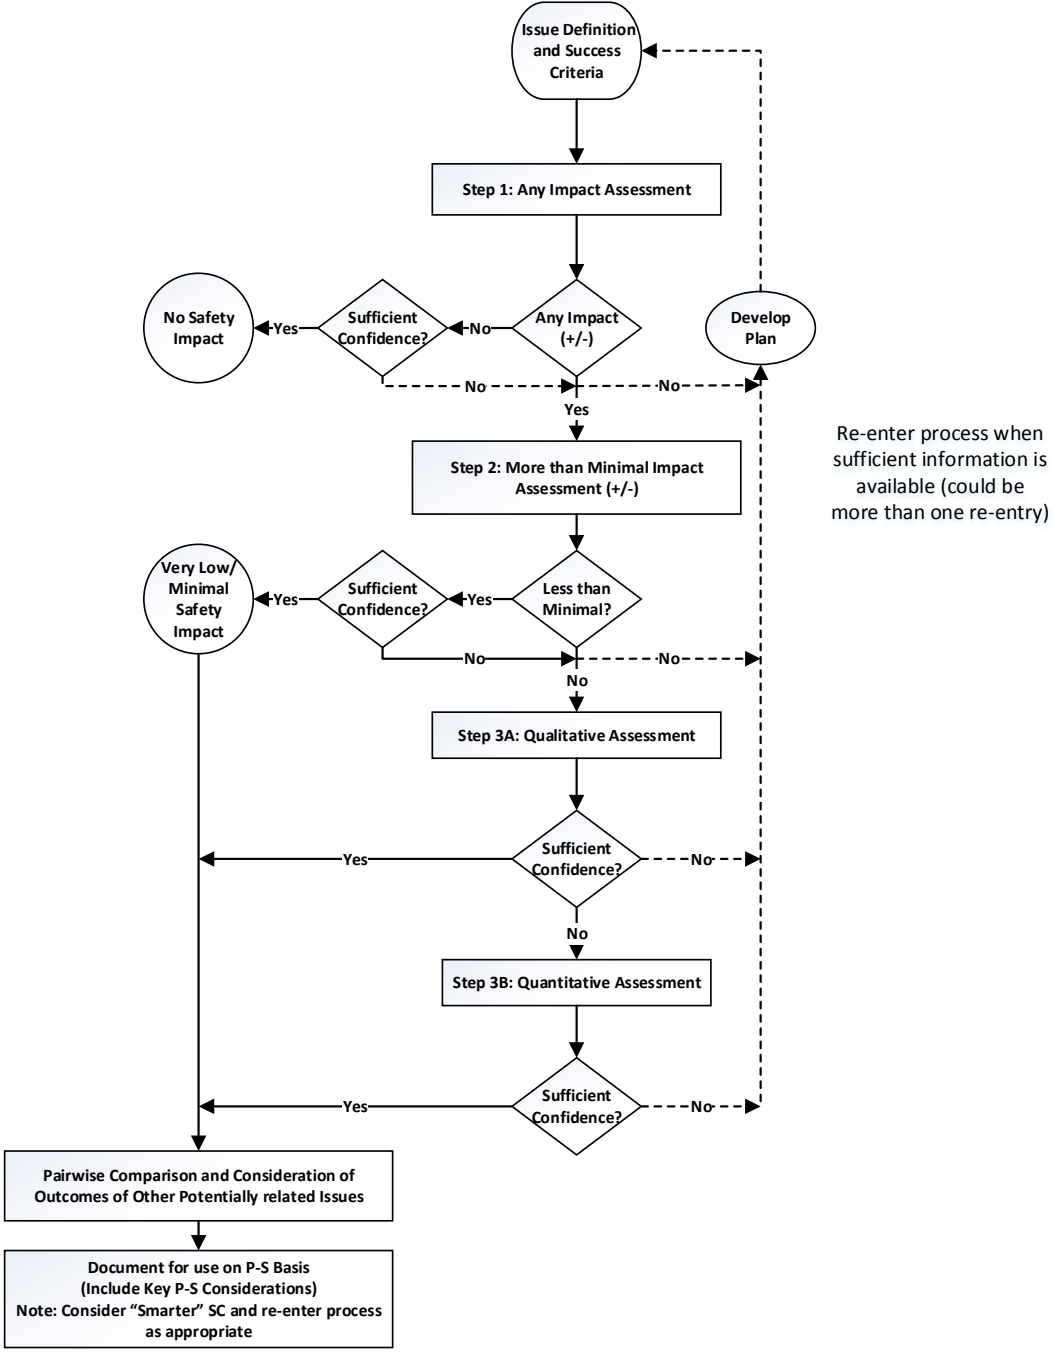 Issue Definition
and Success
Criteria
Step 1: Any Impact Assessment
No Safety
Impact
Yes
Sufficient
Confidence?
No
Any Impact
(+/-)
Develop
Plan
No
No
Yes
Re-enter process when
sufficient information is
available (could be
more than one re-entry)
Step 2: More than Minimal Impact
Assessment (+/-)
Very Low/
Minimal
Safety
Impact
Yes
Sufficient
Confidence?
Yes
Less than
Minimal?
No
No
No
Step 3A: Qualitative Assessment
Yes
Sufficient
Confidence?
No
No
Step 3B: Quantitative Assessment
Yes
Sufficient
Confidence?
No
Pairwise Comparison and Consideration of
Outcomes of Other Potentially related Issues
Document for use on P-S Basis
(Include Key P-S Considerations)
Note: Consider “Smarter” SC and re-enter process
as appropriate